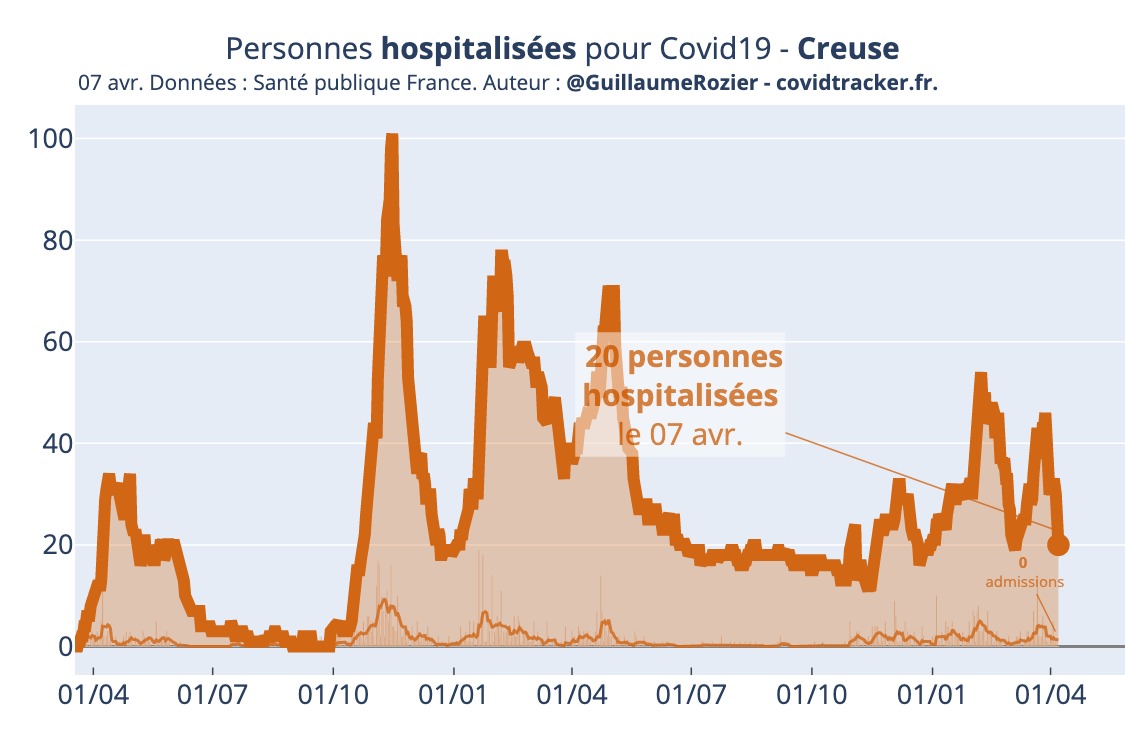 Personnes hospitalisées pour Covid19 - Creuse
07 avr. Données : Santé publique France. Auteur : @GuillaumeRozier - covidtracker.fr.
100
80
60
40
20
0
20 personnes
hospitalisées
le 07 avr.
0
admissions
01/04 01/07 01/10 01/01 01/04 01/07 01/10 01/01 01/04